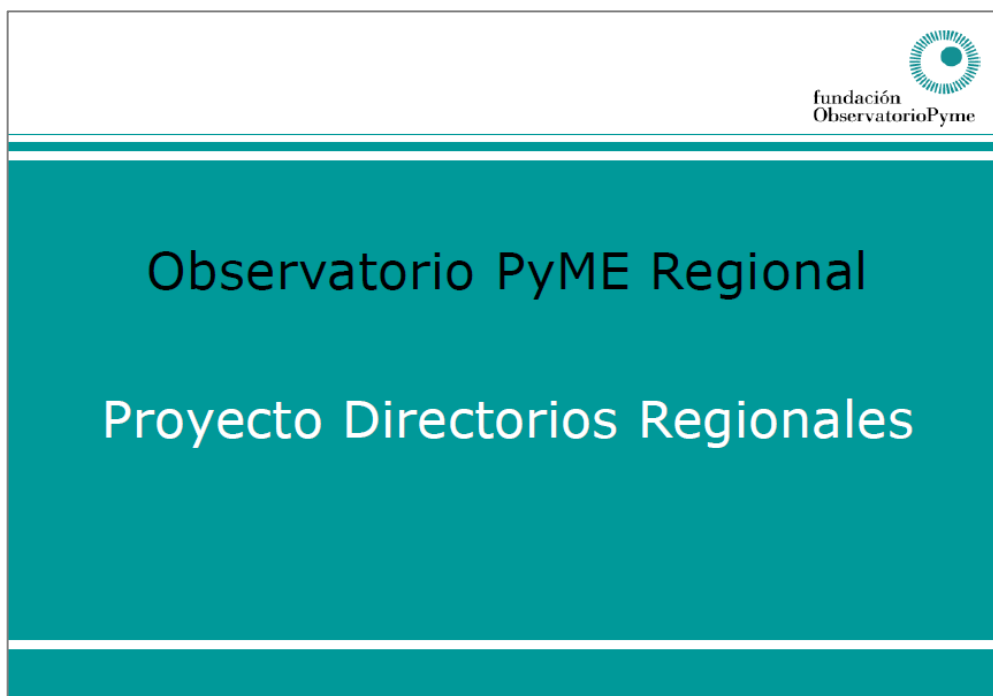 fundación
ObservatorioPyme
Observatorio PyME Regional
Proyecto Directorios Regionales